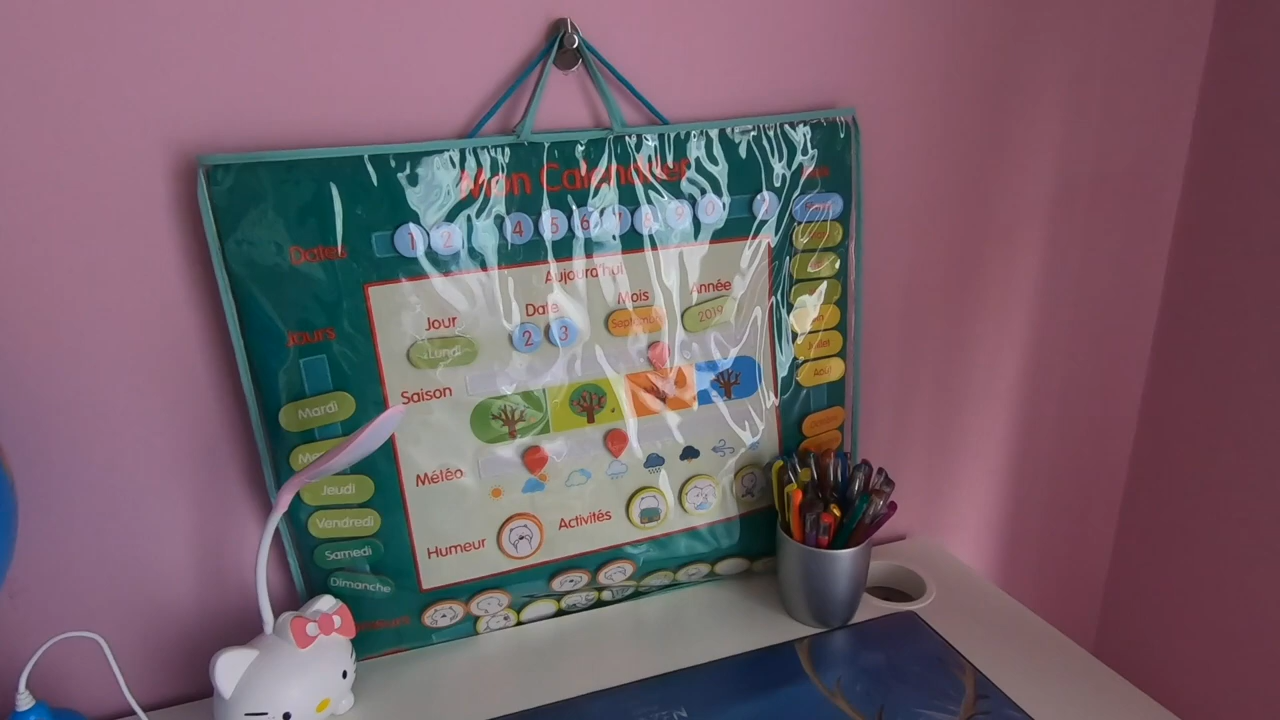 Mon Calendrier
Dates
1 2 4 5 6 7 8 9 0
Aujourd'hui
Jour Date Mois Année
Lundi 2 3 Septembre 2019
Jours
Mardi
Jeudi
Vendredi
Samedi
Dimanche
Saison
Météo
Humeur
Activités
Juillet
Août